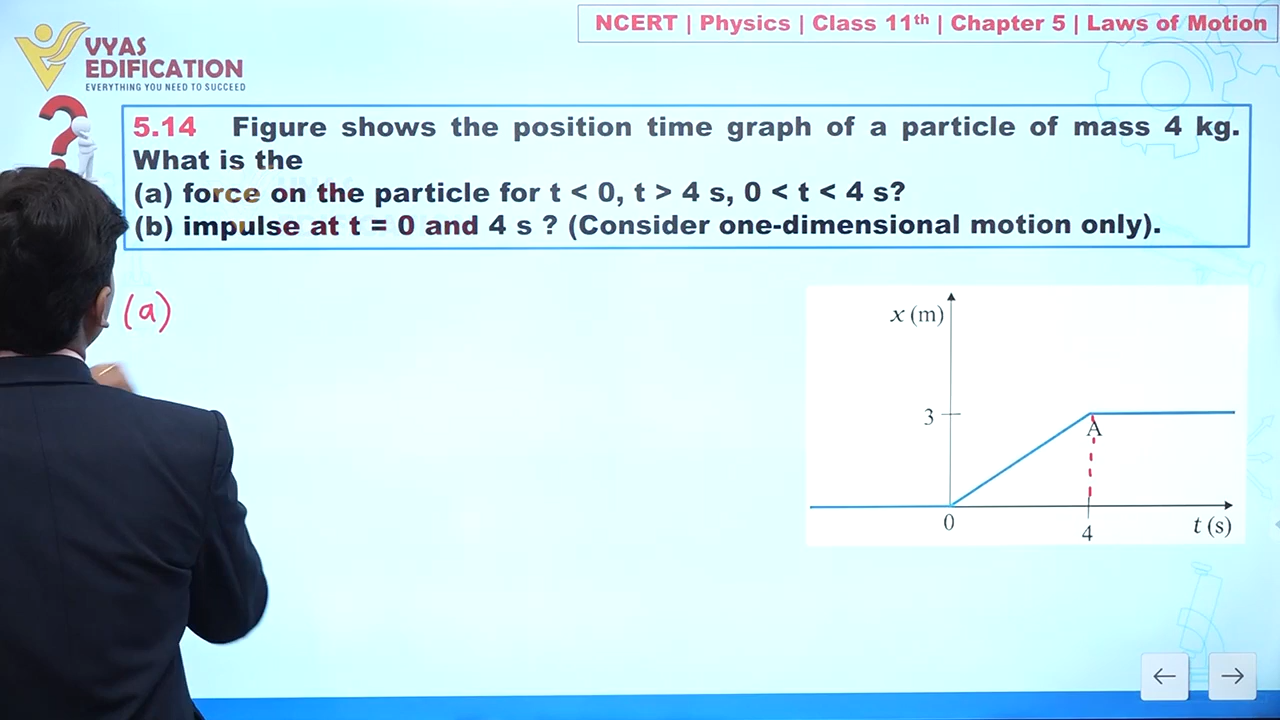 NCERT | Physics | Class 11th | Chapter 5 | Laws of Motion
VYAS
EDIFICATION
EVERYTHING YOU NEED TO SUCCEED
5.14 Figure shows the position time graph of a particle of mass 4 kg.
What is the
(a) force on the particle for t < 0, t > 4 s, 0 < t < 4 s?
(b) impulse at t = 0 and 4 s ? (Consider one-dimensional motion only).
(a)
x (m)
3
A
0
4
t (s)